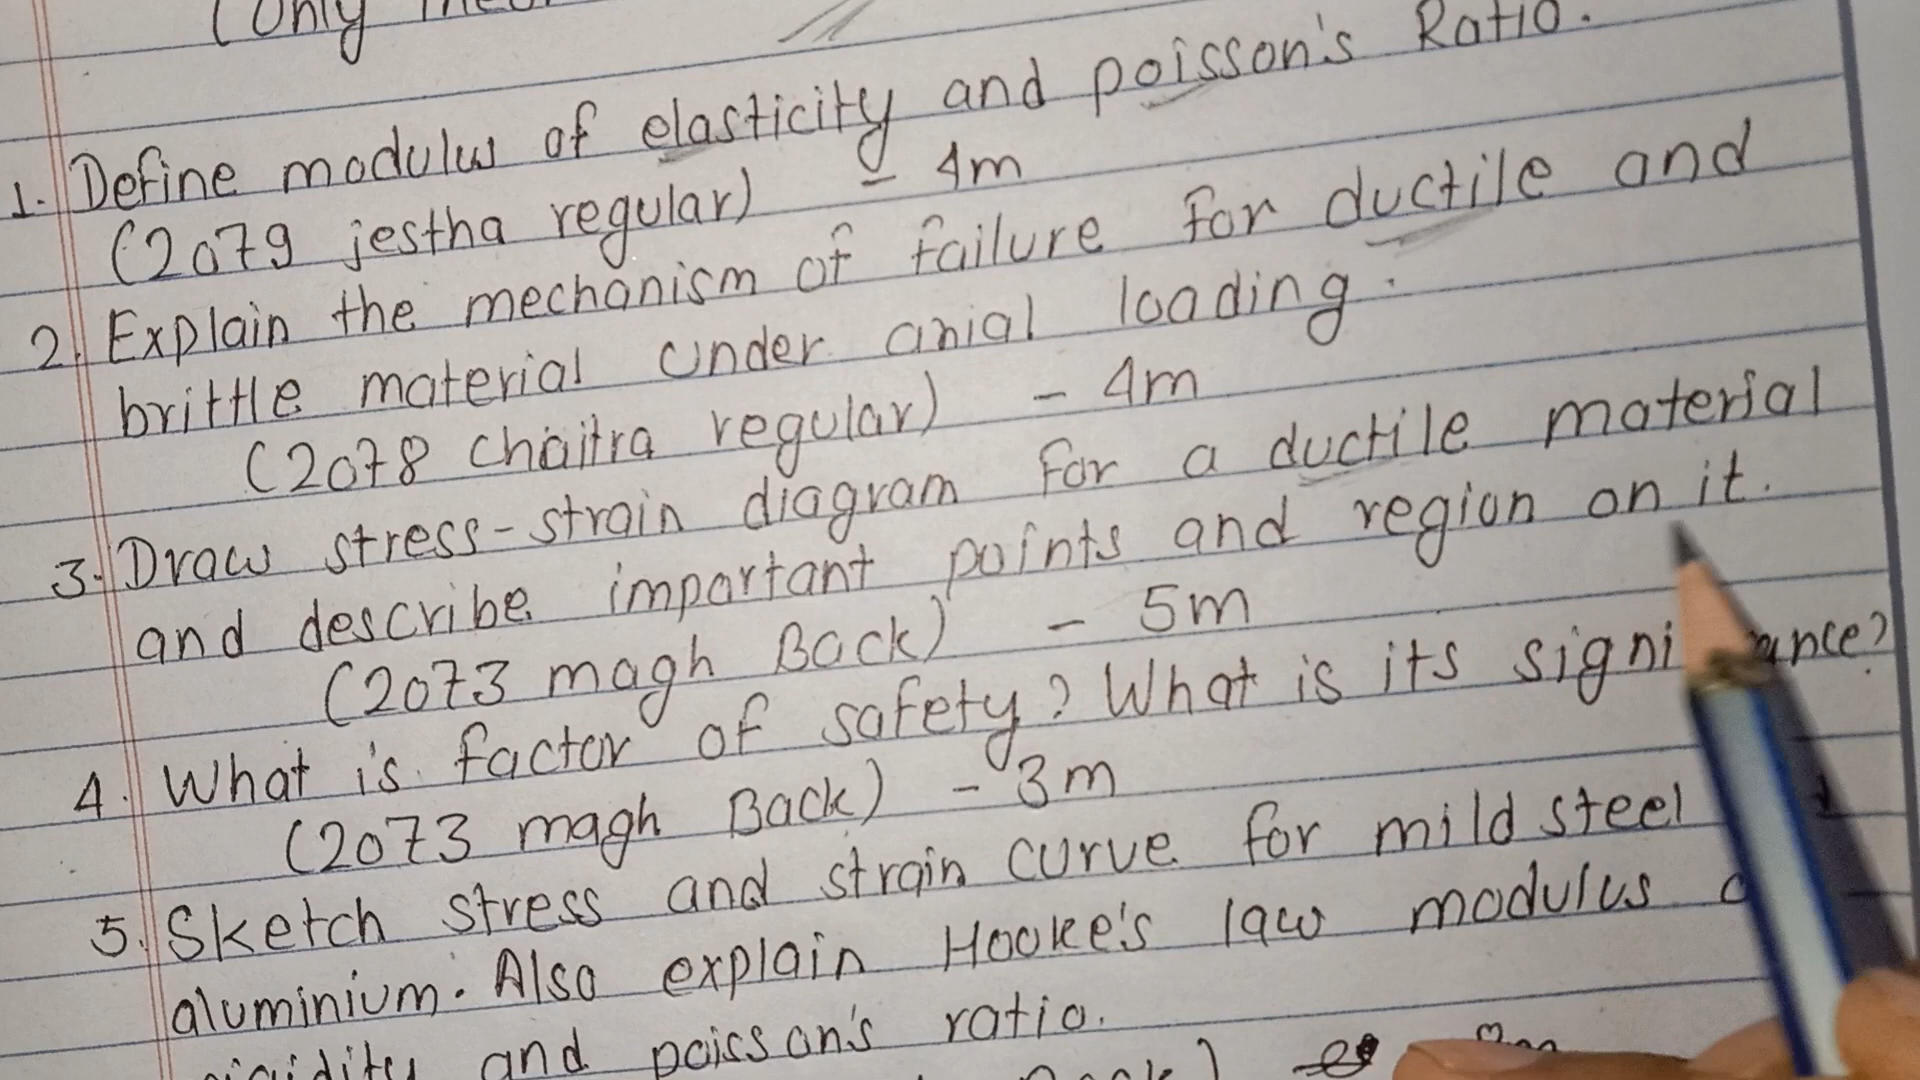 (Only
1. Define modulus of elasticity and poisson's Ratio.
(2079 jestha regular) - 4m
2. Explain the mechanism of failure for ductile and
brittle material under axial loading.
(2078 chaitra regular) - 4m
3. Draw stress-strain diagram for a ductile material
and describe important points and region on it.
(2073 magh Back) - 5m
4. What is factor of safety? What is its
(2073 magh Back) - 3m
5. Sketch stress and strain curve for mild steel
aluminium. Also explain Hooke's law modulus
and poisson's ratio.